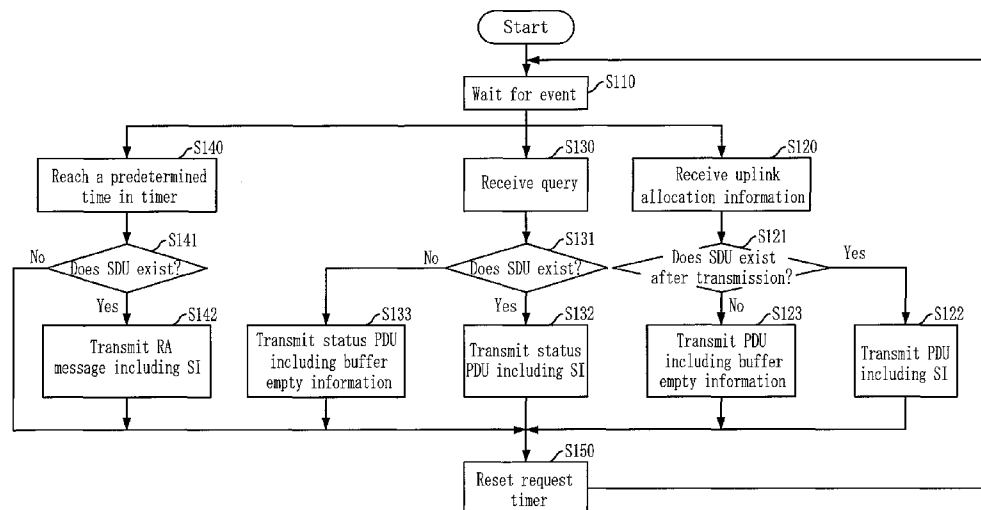 Start
S110
Wait for event
S140
Reach a predetermined
time in timer
S130
Receive query
S120
Receive uplink
allocation information
S141
No
Does SDU exist?
Yes
S131
No
Does SDU exist?
Yes
S121
Does SDU exist
after transmission?
Yes
No
S142
Transmit RA
message including SI
S133
Transmit status PDU
including buffer
empty information
S132
Transmit status
PDU including SI
S123
Transmit PDU
including buffer
empty information
S122
Transmit PDU
including SI
S150
Reset request
timer